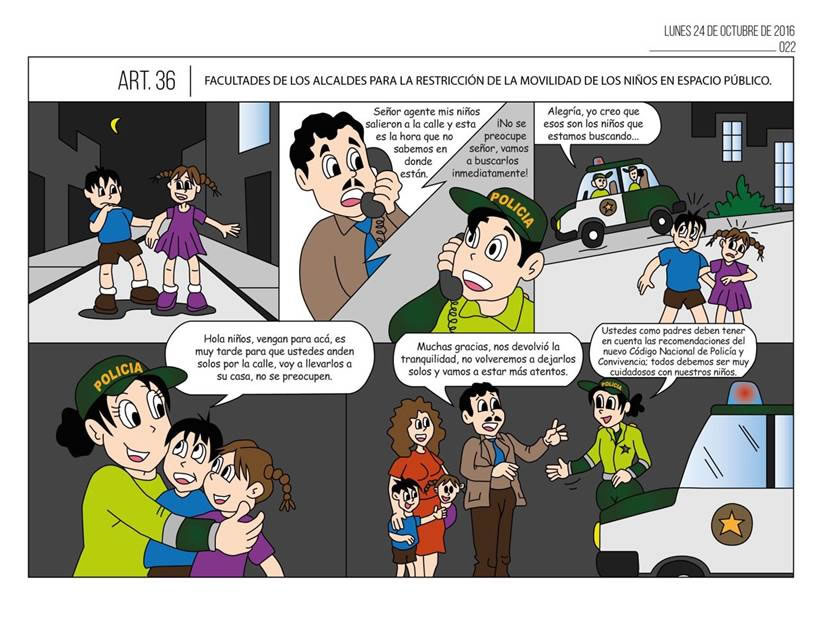 LUNES 24 DE OCTUBRE DE 2016
022
ART. 36
FACULTADES DE LOS ALCALDES PARA LA RESTRICCIÓN DE LA MOVILIDAD DE LOS NIÑOS EN ESPACIO PÚBLICO.
Señor agente mis niños
salieron a la calle y esta
es la hora que no
sabemos en
donde
están.
¡No se
preocupe
señor, vamos
a buscarlos
inmediatamente!
POLICIA
Alegría, yo creo que
esos son los niños que
estamos buscando...
Hola niños, vengan para acá, es
muy tarde para que ustedes anden
solos por la calle, voy a llevarlos a
su casa, no se preocupen.
POLICIA
Muchas gracias, nos devolvió la
tranquilidad, no volveremos a dejarlos
solos y vamos a estar más atentos.
Ustedes como padres deben tener
en cuenta las recomendaciones del
nuevo Código Nacional de Policía y
Convivencia; todos debemos ser muy
cuidadosos con nuestros niños.
POLICIA